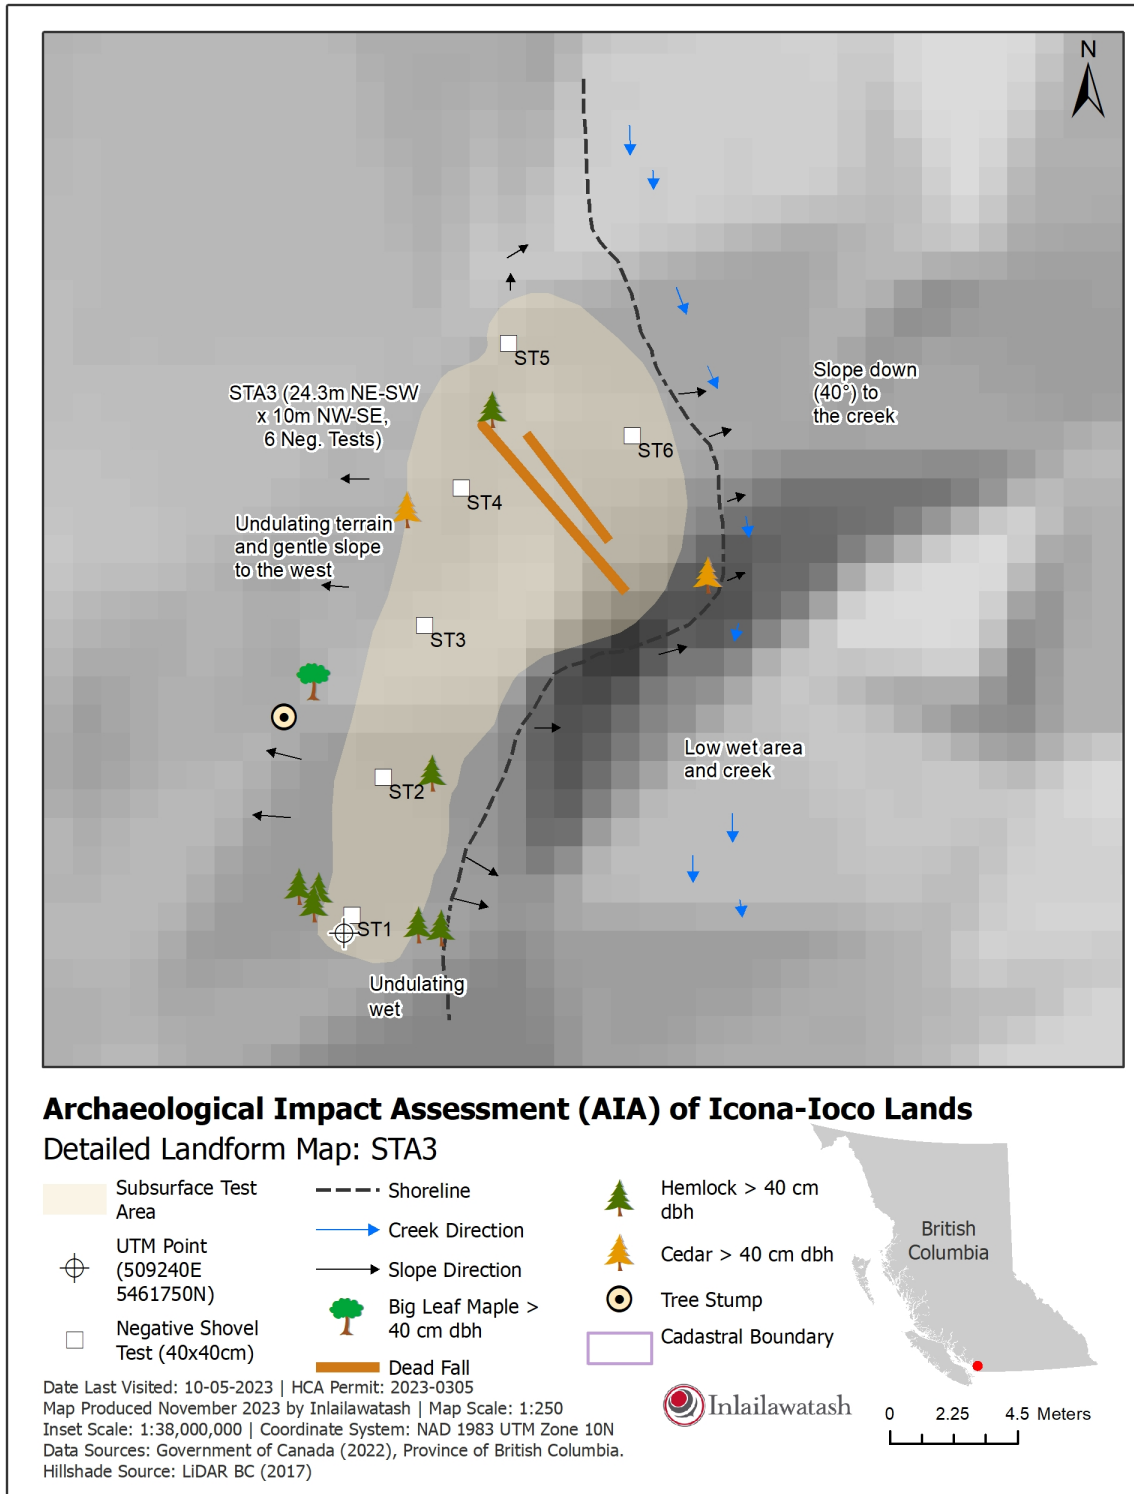 N
ST5
STA3 (24.3m NE-SW
x 10m NW-SE,
6 Neg. Tests)
Slope down
(40°) to
the creek
ST6
ST4
Undulating terrain
and gentle slope
to the west
ST3
Low wet area
and creek
ST2
ST1
Undulating
wet
Archaeological Impact Assessment (AIA) of Icona-Ioco Lands
Detailed Landform Map: STA3
Subsurface Test
Area
UTM Point
(509240E
5461750N)
Negative Shovel
Test (40x40cm)
Shoreline
Creek Direction
Slope Direction
Big Leaf Maple >
40 cm dbh
Dead Fall
Hemlock > 40 cm
dbh
Cedar > 40 cm dbh
Tree Stump
Cadastral Boundary
British
Columbia
Date Last Visited: 10-05-2023 | HCA Permit: 2023-0305
Map Produced November 2023 by Inlailawatash | Map Scale: 1:250
Inset Scale: 1:38,000,000 | Coordinate System: NAD 1983 UTM Zone 10N
Data Sources: Government of Canada (2022), Province of British Columbia.
Hillshade Source: LiDAR BC (2017)
Inlailawatash
0 2.25 4.5 Meters